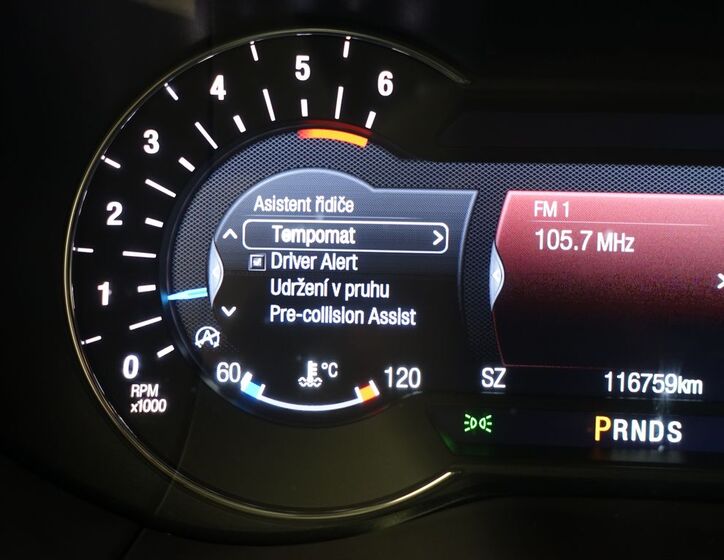 6
5
4
3
2
1
0
RPM
x1000
Asistent řidiče
Tempomat
Driver Alert
Udržení v pruhu
Pre-collision Assist
60
°C
120
FM 1
105.7 MHz
SZ
116759km
PRNDS